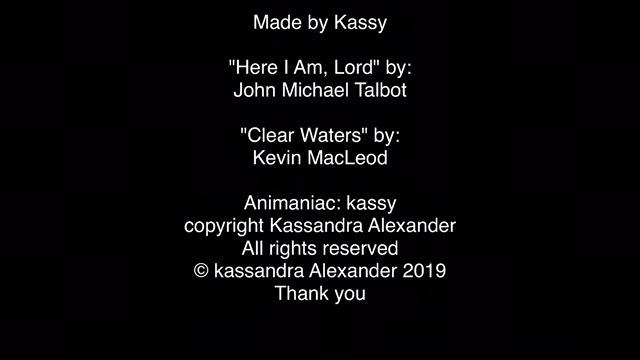 Made by Kassy
"Here I Am, Lord" by:
John Michael Talbot
"Clear Waters" by:
Kevin MacLeod
Animaniac: kassy
copyright Kassandra Alexander
All rights reserved
© kassandra Alexander 2019
Thank you